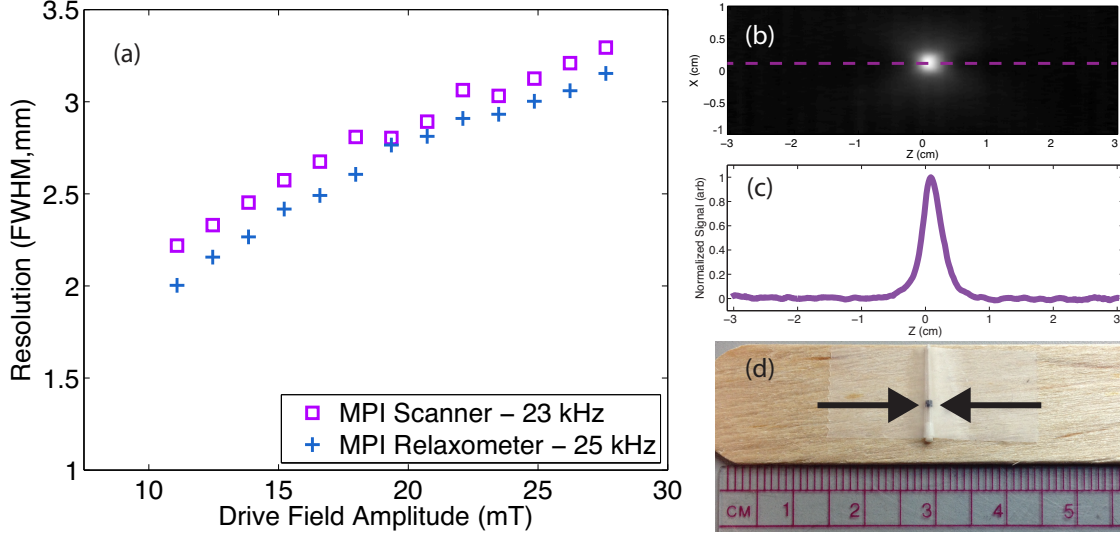 (a)
Resolution (FWHM,mm)
4
3.5
3
2.5
2
1.5
1
10
15
20
25
30
Drive Field Amplitude (mT)
MPI Scanner – 23 kHz
MPI Relaxometer – 25 kHz
(b)
X (cm)
1
0.5
0
−0.5
−1
−3
−2
−1
0
1
2
3
Z (cm)
(c)
Normalized Signal (arb)
1
0.8
0.6
0.4
0.2
0
−3
−2
−1
0
1
2
3
Z (cm)
(d)
CM 1 2 3 4 5